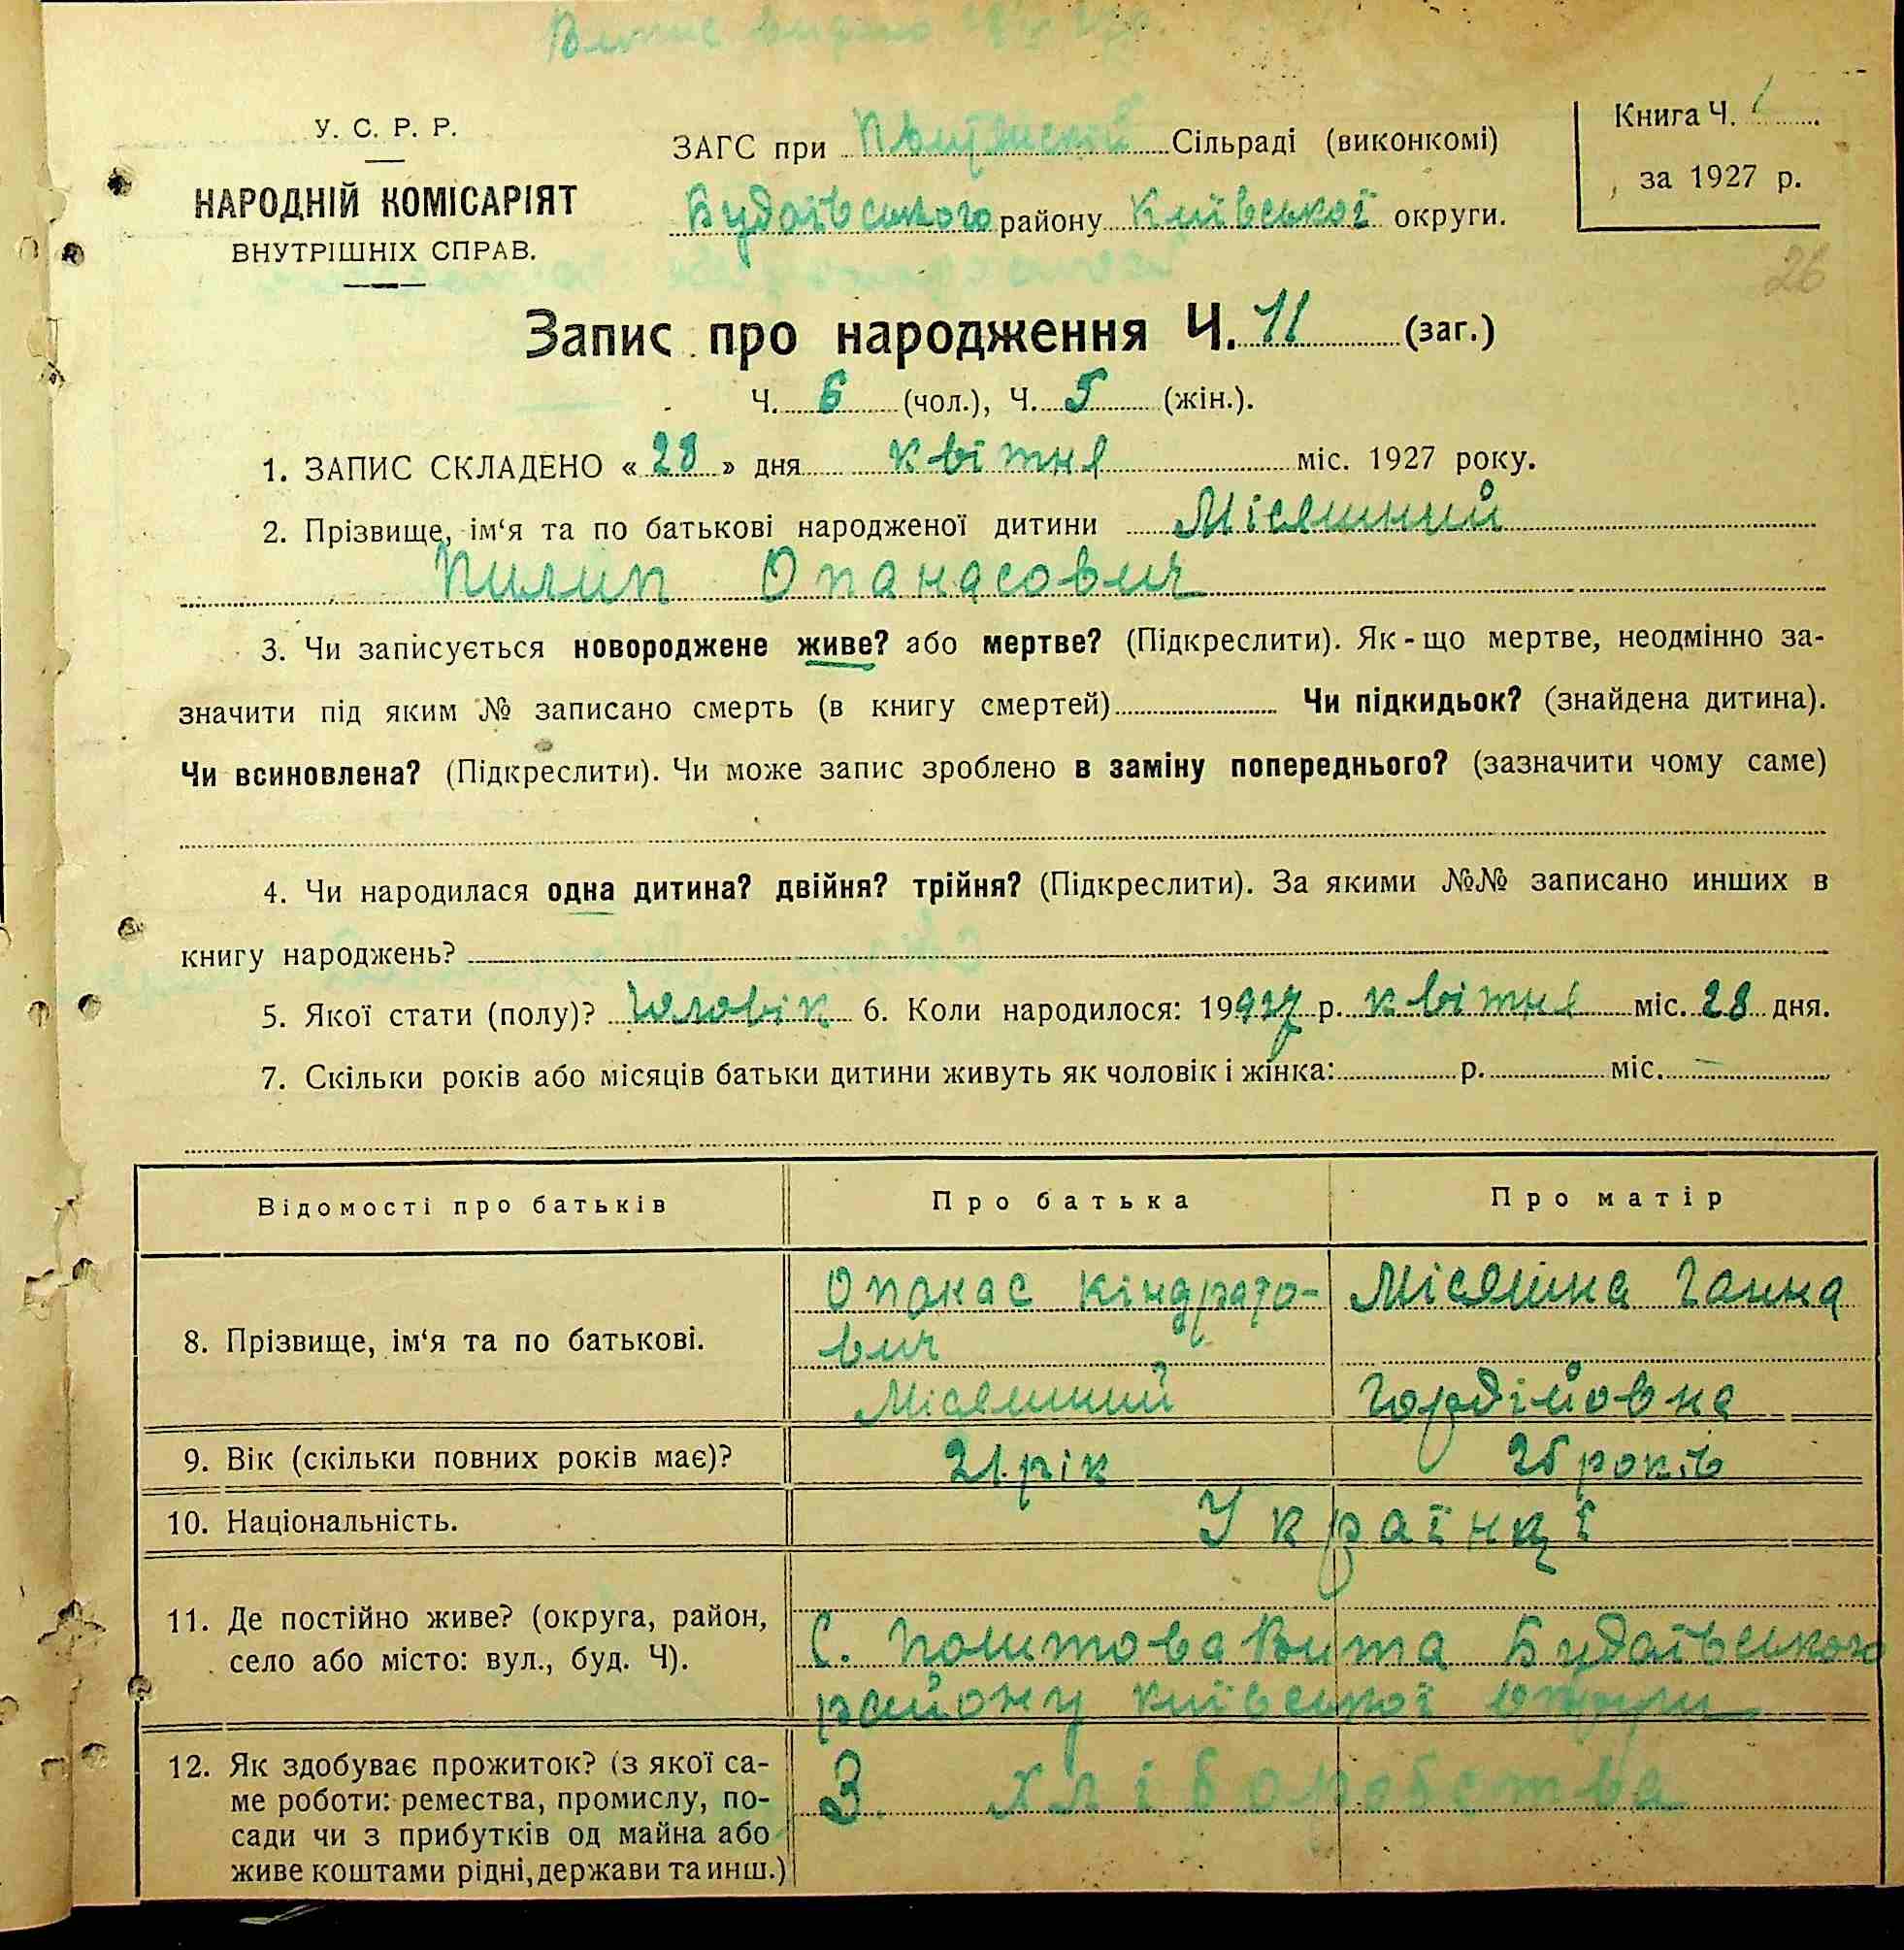 У. С. Р. Р.
НАРОДНІЙ КОМІСАРІЯТ
ВНУТРІШНІХ СПРАВ.
ЗАГС при Сільраді (виконкомі)
Будаївського району Київської округи.
Книга Ч.
за 1927 р.
26
Запис про народження Ч. 11 (заг.)
Ч. 6 (чол.), Ч. 5 (жін.).
1. ЗАПИС СКЛАДЕНО « 28 » дня квітня міс. 1927 року.
2. Прізвище, ім‘я та по батькові народженої дитини Місяшний
Пилип Опанасович
3. Чи записується новороджене живе? або мертве? (Підкреслити). Як-що мертве, неодмінно за-
значити під яким № записано смерть (в книгу смертей) Чи підкидьок? (знайдена дитина).
Чи всиновлена? (Підкреслити). Чи може запис зроблено в заміну попереднього? (зазначити чому саме)
4. Чи народилася одна дитина? двійня? трійня? (Підкреслити). За якими №№ записано инших в
книгу народжень?
5. Якої стати (полу)? Чоловік 6. Коли народилося: 1927 р. квітня міс. 28 дня.
7. Скільки років або місяців батьки дитини живуть як чоловік і жінка: р. міс.
Відомості про батьків Про батька Про матір
8. Прізвище, ім‘я та по батькові.
Опанас Кіндрато-
вич
Місяшний
Місяшна Ганна
Гордійовна
9. Вік (скільки повних років має)? 21 рік 25 років
10. Національність. Українці
11. Де постійно живе? (округа, район,
село або місто: вул., буд. Ч).
С. Поштова Вита Будаївського
району Київської округи
12. Як здобуває прожиток? (з якої са-
ме роботи: ремества, промислу, по-
сади чи з прибутків од майна або
живе коштами рідні, держави та инш.)
З хліборобства